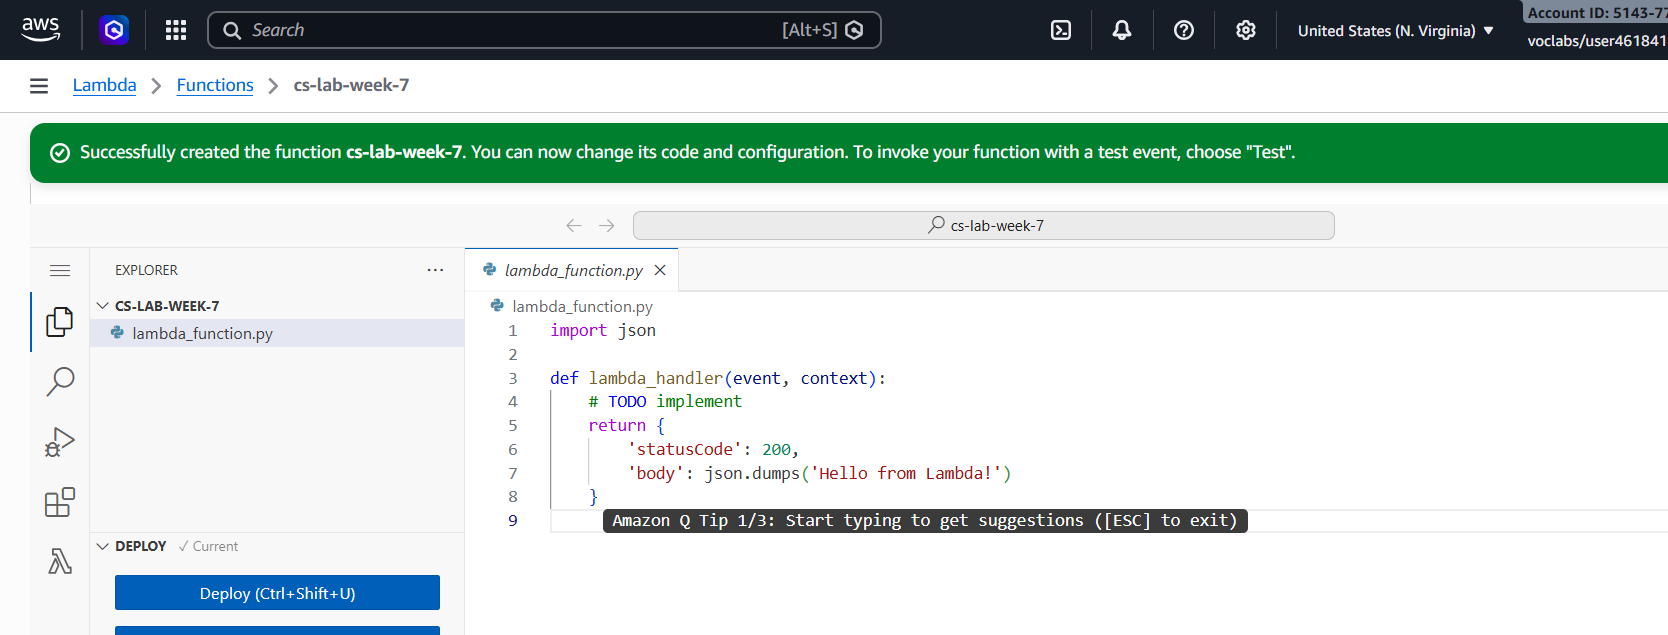 aws
Search
[Alt+S]
United States (N. Virginia)
Account ID: 5143-77
voclabs/user461841
Lambda
Functions
cs-lab-week-7
Successfully created the function cs-lab-week-7. You can now change its code and configuration. To invoke your function with a test event, choose "Test".
cs-lab-week-7
EXPLORER
CS-LAB-WEEK-7
lambda_function.py
DEPLOY ✓ Current
Deploy (Ctrl+Shift+U)
lambda_function.py
lambda_function.py
1 import json
2
3 def lambda_handler(event, context):
4 # TODO implement
5 return {
6 'statusCode': 200,
7 'body': json.dumps('Hello from Lambda!')
8 }
9 Amazon Q Tip 1/3: Start typing to get suggestions ([ESC] to exit)